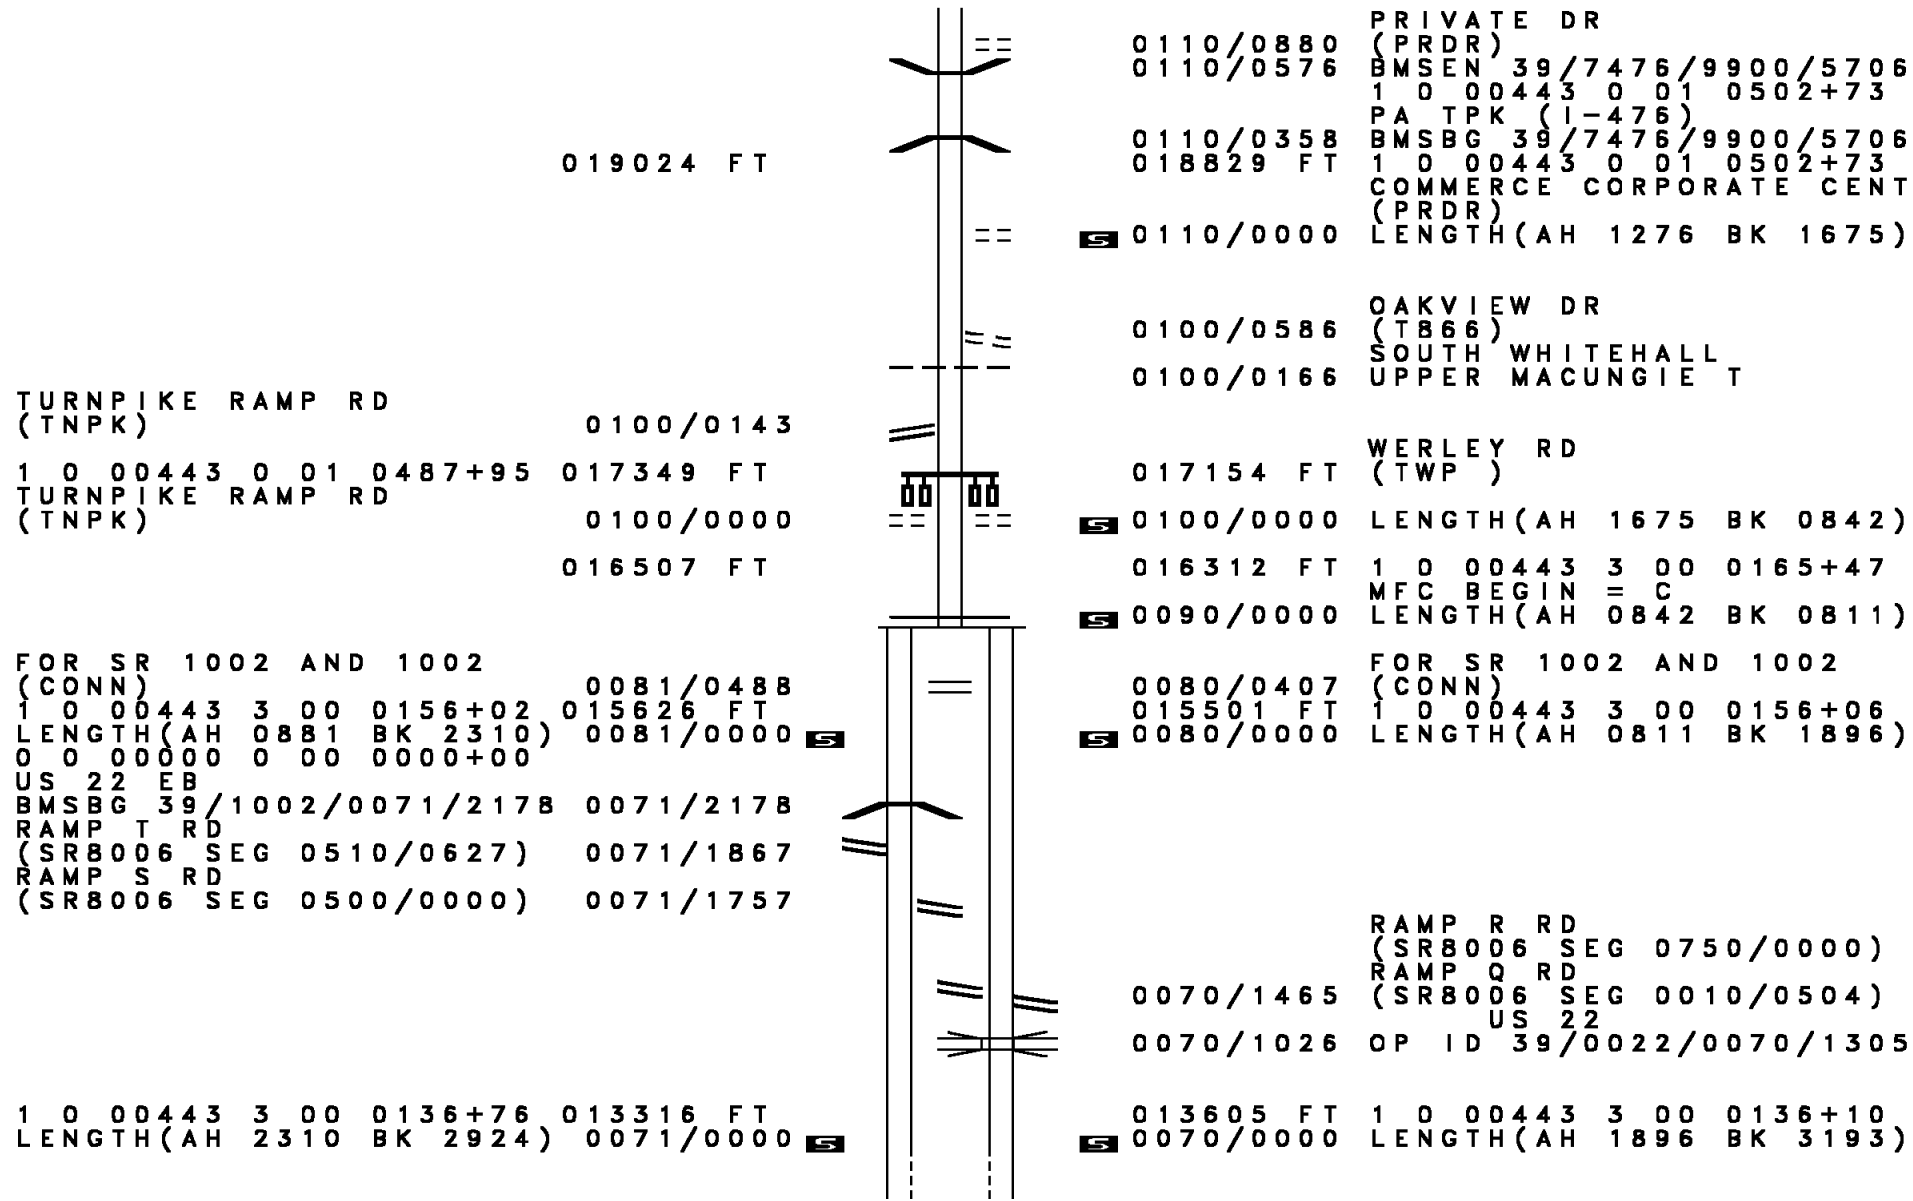 PRIVATE DR
0110/0880 (PRDR)
0110/0576 BMSEN 39/7476/9900/5706
1 0 00443 0 01 0502+73
PA TPK (I-476)
0110/0358 BMSBG 39/7476/9900/5706
019024 FT 018829 FT 1 0 00443 0 01 0502+73
COMMERCE CORPORATE CENT
(PRDR)
S 0110/0000 LENGTH(AH 1276 BK 1675)
OAKVIEW DR
0100/0586 (T866)
SOUTH WHITEHALL
0100/0166 UPPER MACUNGIE T
TURNPIKE RAMP RD
(TNPK) 0100/0143
WERLEY RD
1 0 00443 0 01 0487+95 017349 FT 017154 FT (TWP )
TURNPIKE RAMP RD
(TNPK) 0100/0000 S 0100/0000 LENGTH(AH 1675 BK 0842)
016507 FT 016312 FT 1 0 00443 3 00 0165+47
MFC BEGIN = C
S 0090/0000 LENGTH(AH 0842 BK 0811)
FOR SR 1002 AND 1002 FOR SR 1002 AND 1002
(CONN) 0081/0488 0080/0407 (CONN)
1 0 00443 3 00 0156+02 015626 FT 015501 FT 1 0 00443 3 00 0156+06
LENGTH(AH 0881 BK 2310) 0081/0000 S S 0080/0000 LENGTH(AH 0811 BK 1896)
0 0 00000 0 00 0000+00
US 22 EB
BMSBG 39/1002/0071/2178 0071/2178
RAMP T RD
(SR8006 SEG 0510/0627) 0071/1867
RAMP S RD
(SR8006 SEG 0500/0000) 0071/1757
RAMP R RD
(SR8006 SEG 0750/0000)
RAMP Q RD
0070/1465 (SR8006 SEG 0010/0504)
US 22
0070/1026 OP ID 39/0022/0070/1305
1 0 00443 3 00 0136+76 013316 FT 013605 FT 1 0 00443 3 00 0136+10
LENGTH(AH 2310 BK 2924) 0071/0000 S S 0070/0000 LENGTH(AH 1896 BK 3193)